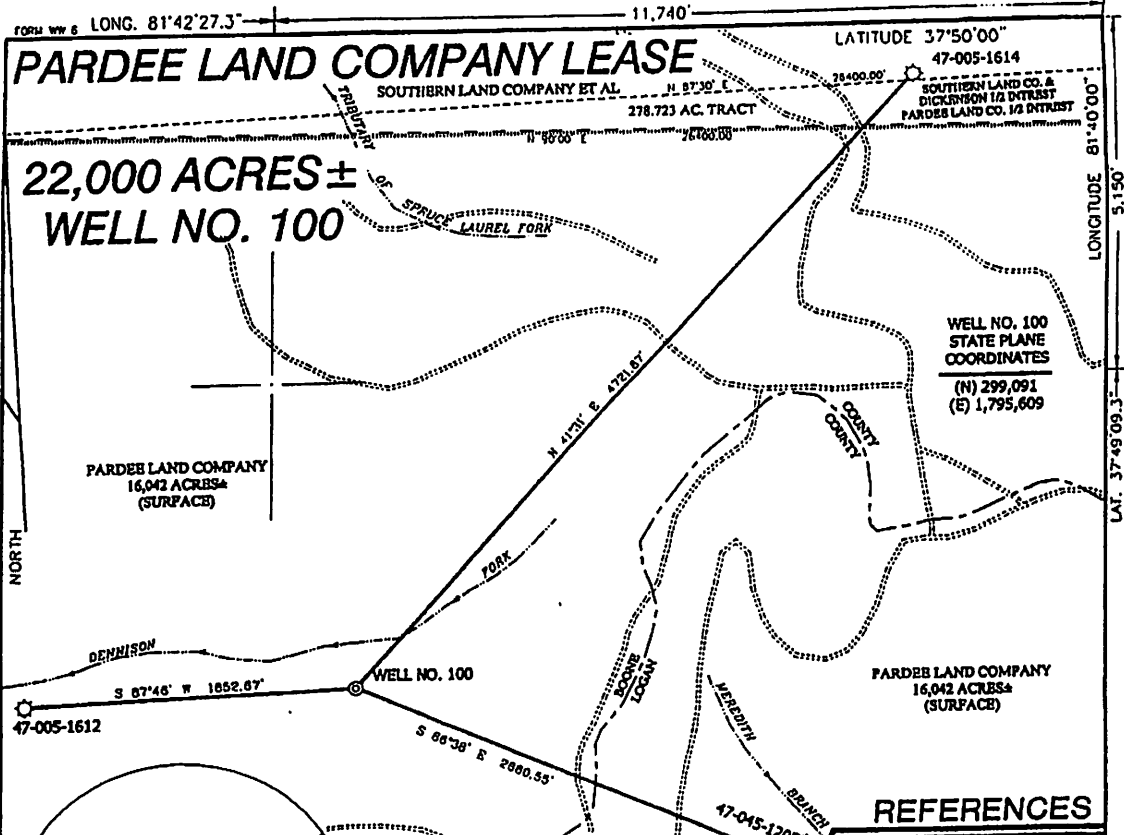 FORM WW 6 LONG. 81°42'27.3"
11,740'
LATITUDE 37°50'00"
47-005-1614
PARDEE LAND COMPANY LEASE
SOUTHERN LAND COMPANY ET AL
N 87°30' E
26400.00'
SOUTHERN LAND CO. &
DICKENSON 1/2 INTREST
PARDEE LAND CO. 1/2 INTREST
278.723 AC. TRACT
N 90°00' E
26400.00
TRIBUTARY
OF
SPRUCE
LAUREL FORK
22,000 ACRES±
WELL NO. 100
LONGITUDE 81°40'00"
5,150'
WELL NO. 100
STATE PLANE
COORDINATES
(N) 299,091
(E) 1,795,609
N 41°31' E 4721.87'
COUNTY
COUNTY
PARDEE LAND COMPANY
16,042 ACRES±
(SURFACE)
LAT. 37°49'09.3"
NORTH
FORK
DENNISON
WELL NO. 100
S 87°46' W 1852.67'
47-005-1612
BOONE
LOGAN
PARDEE LAND COMPANY
16,042 ACRES±
(SURFACE)
MEREDITH
BRANCH
S 66°38' E 2880.55'
REFERENCES